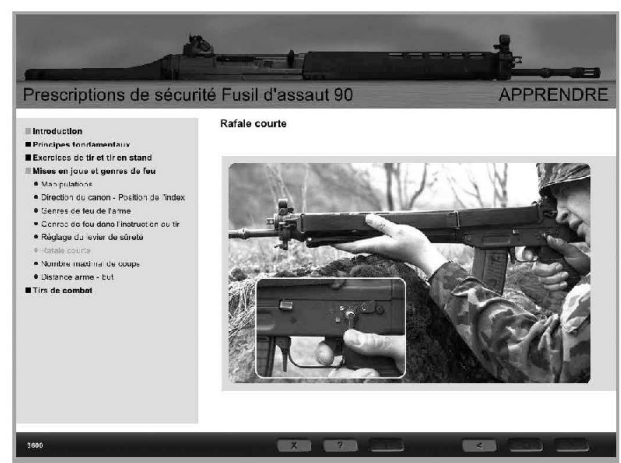 Prescriptions de sécurité Fusil d'assaut 90
APPRENDRE
Introduction
Principes fondamentaux
Exercices de tir et tir en stand
Mises en joue et genres de feu
Manipulations
Direction du canon - Position de l'index
Genres de feu de l'arme
Genres de feu dans l'instruction au tir
Réglage du levier de sûreté
Rafale courte
Nombre maximal de coups
Distance arme - but
Tirs de combat
Rafale courte
3600
X
?
<